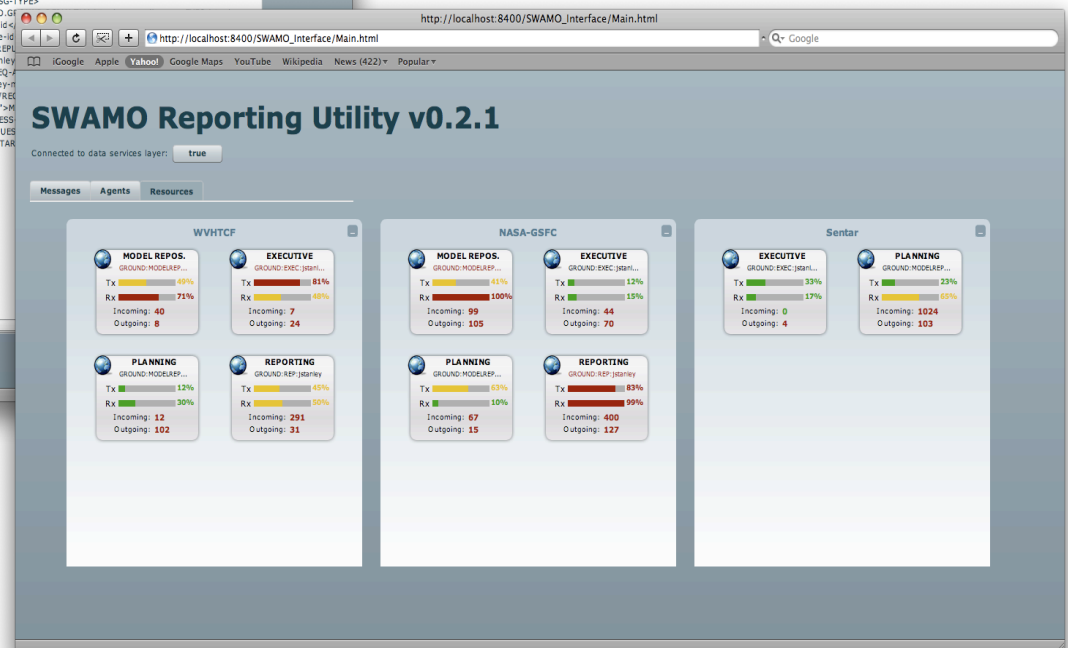 SG-TYPE>
http://localhost:8400/SWAMO_Interface/Main.html
http://localhost:8400/SWAMO_Interface/Main.html
Google
iGoogle Apple Yahoo! Google Maps YouTube Wikipedia News (422) Popular
SWAMO Reporting Utility v0.2.1
Connected to data services layer: true
Messages Agents Resources
WVHTCF
MODEL REPOS.
GROUND:MODELREP...
Tx 49%
Rx 71%
Incoming: 40
Outgoing: 8
EXECUTIVE
GROUND:EXEC:jstanl...
Tx 81%
Rx 48%
Incoming: 7
Outgoing: 24
PLANNING
GROUND:MODELREP...
Tx 12%
Rx 30%
Incoming: 12
Outgoing: 102
REPORTING
GROUND:REP:jstanley
Tx 45%
Rx 50%
Incoming: 291
Outgoing: 31
NASA-GSFC
MODEL REPOS.
GROUND:MODELREP...
Tx 41%
Rx 100%
Incoming: 99
Outgoing: 105
EXECUTIVE
GROUND:EXEC:jstanl...
Tx 12%
Rx 15%
Incoming: 44
Outgoing: 70
PLANNING
GROUND:MODELREP...
Tx 63%
Rx 10%
Incoming: 67
Outgoing: 15
REPORTING
GROUND:REP:jstanley
Tx 83%
Rx 99%
Incoming: 400
Outgoing: 127
Sentar
EXECUTIVE
GROUND:EXEC:jstanl...
Tx 33%
Rx 17%
Incoming: 0
Outgoing: 4
PLANNING
GROUND:MODELREP...
Tx 23%
Rx 65%
Incoming: 1024
Outgoing: 103